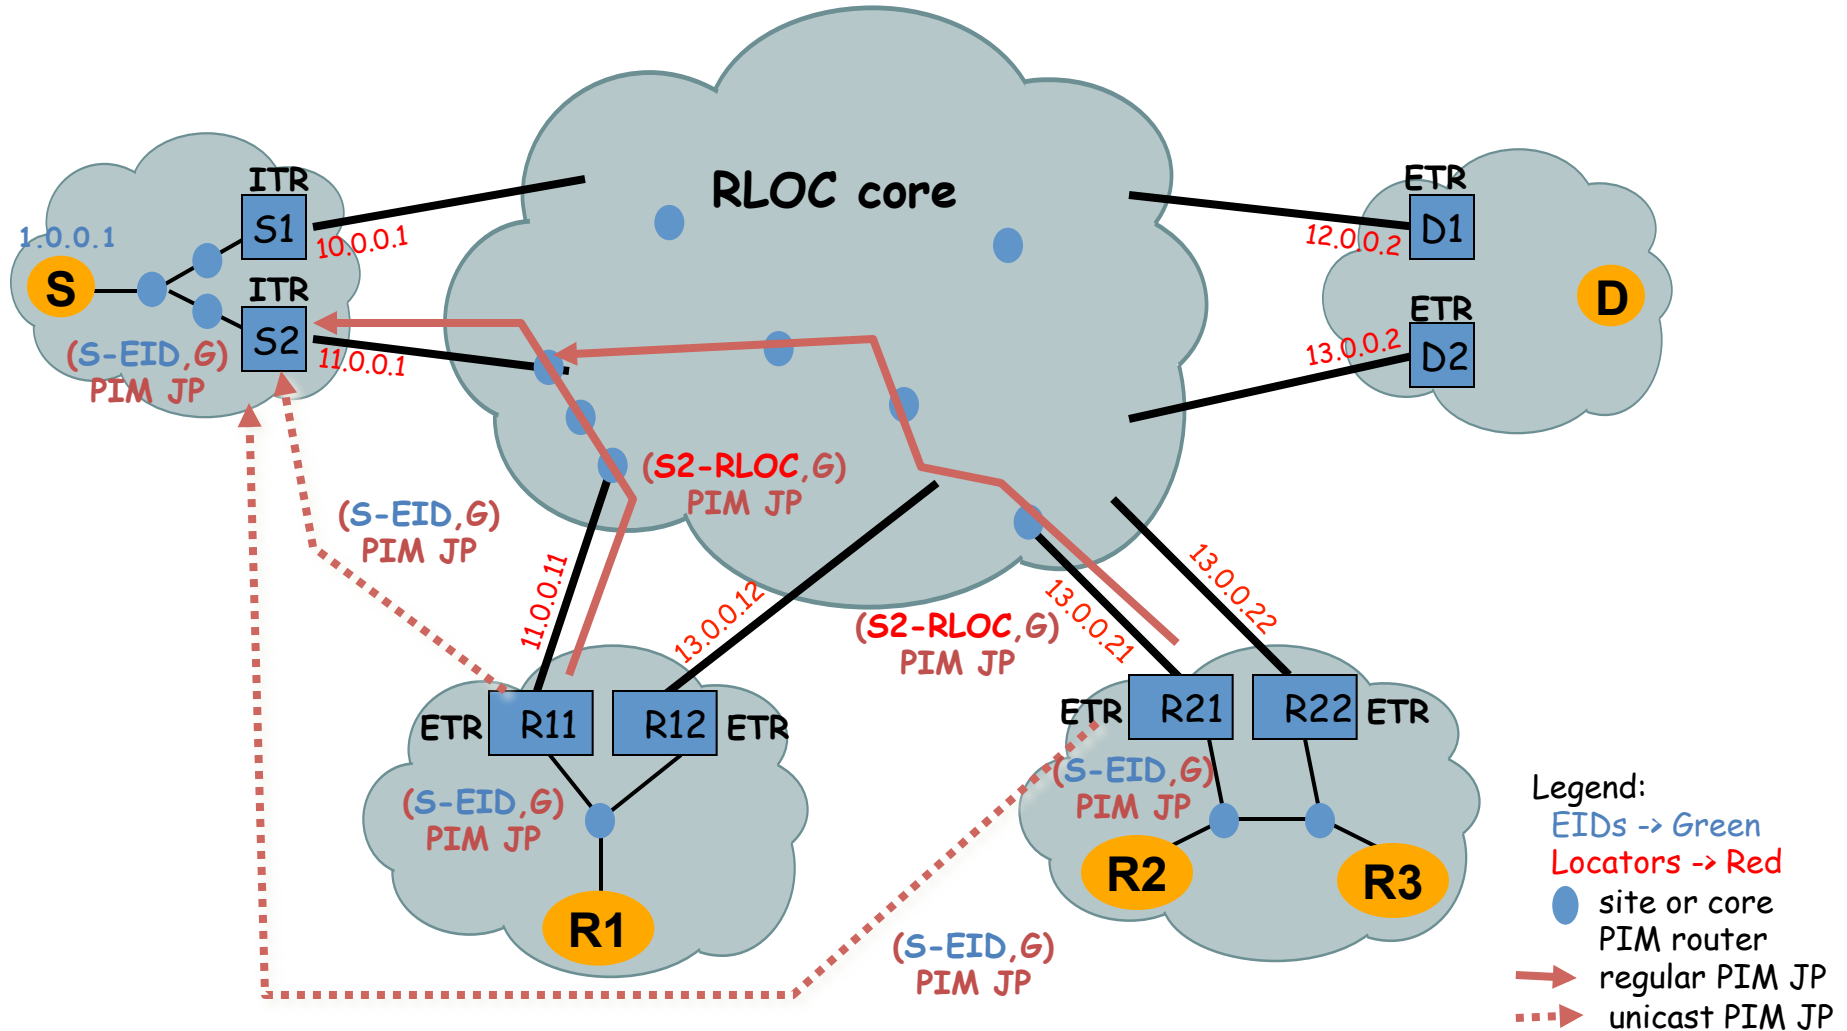 RLOC core
ITR
S1
10.0.0.1
1.0.0.1
S
ITR
S2
11.0.0.1
(S-EID,G)
PIM JP
ETR
D1
12.0.0.2
D
ETR
D2
13.0.0.2
(S2-RLOC,G)
PIM JP
(S-EID,G)
PIM JP
11.0.0.11
13.0.0.12
(S2-RLOC,G)
PIM JP
13.0.0.21
13.0.0.22
ETR
R11
R12
ETR
(S-EID,G)
PIM JP
R1
ETR
R21
R22
ETR
(S-EID,G)
PIM JP
R2
R3
(S-EID,G)
PIM JP
Legend:
EIDs -> Green
Locators -> Red
site or core
PIM router
regular PIM JP
unicast PIM JP